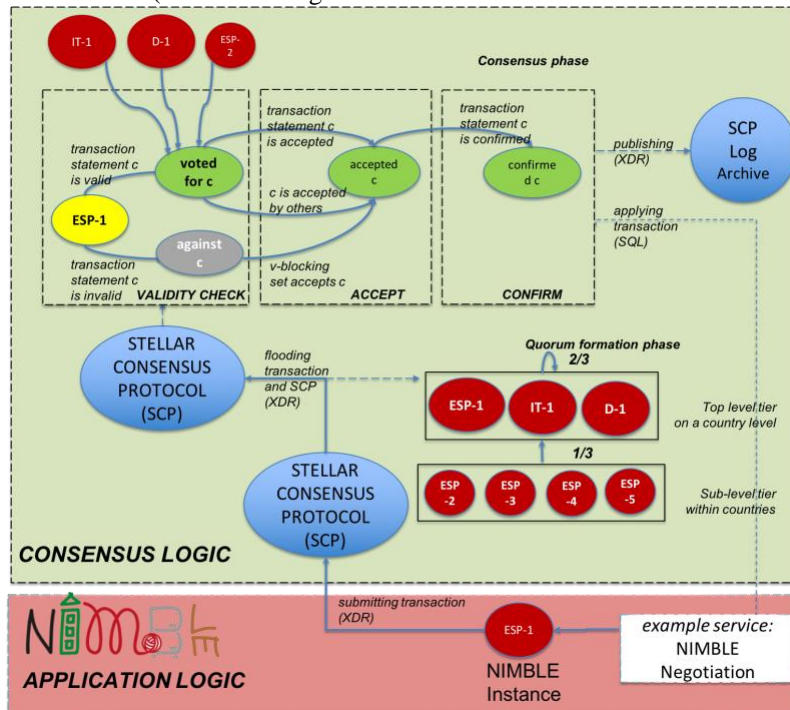 IT-1
D-1
ESP-
2
Consensus phase
transaction
statement c
is accepted
transaction
statement c
is confirmed
transaction
statement c
is valid
voted
for c
accepted
c
confirme
d c
publishing
(XDR)
SCP
Log
Archive
c is accepted
by others
ESP-1
against
c
applying
transaction
(SQL)
transaction
statement c
is invalid
v-blocking
set accepts c
VALIDITY CHECK
ACCEPT
CONFIRM
STELLAR
CONSENSUS
PROTOCOL
(SCP)
flooding
transaction
and SCP
(XDR)
Quorum formation phase
2/3
ESP-1
IT-1
D-1
Top level tier
on a country level
1/3
ESP
-2
ESP
-3
ESP
-4
ESP
-5
Sub-level tier
within countries
STELLAR
CONSENSUS
PROTOCOL
(SCP)
CONSENSUS LOGIC
NIMBLE
submitting transaction
(XDR)
ESP-1
example service:
NIMBLE
Negotiation
NIMBLE
Instance
APPLICATION LOGIC